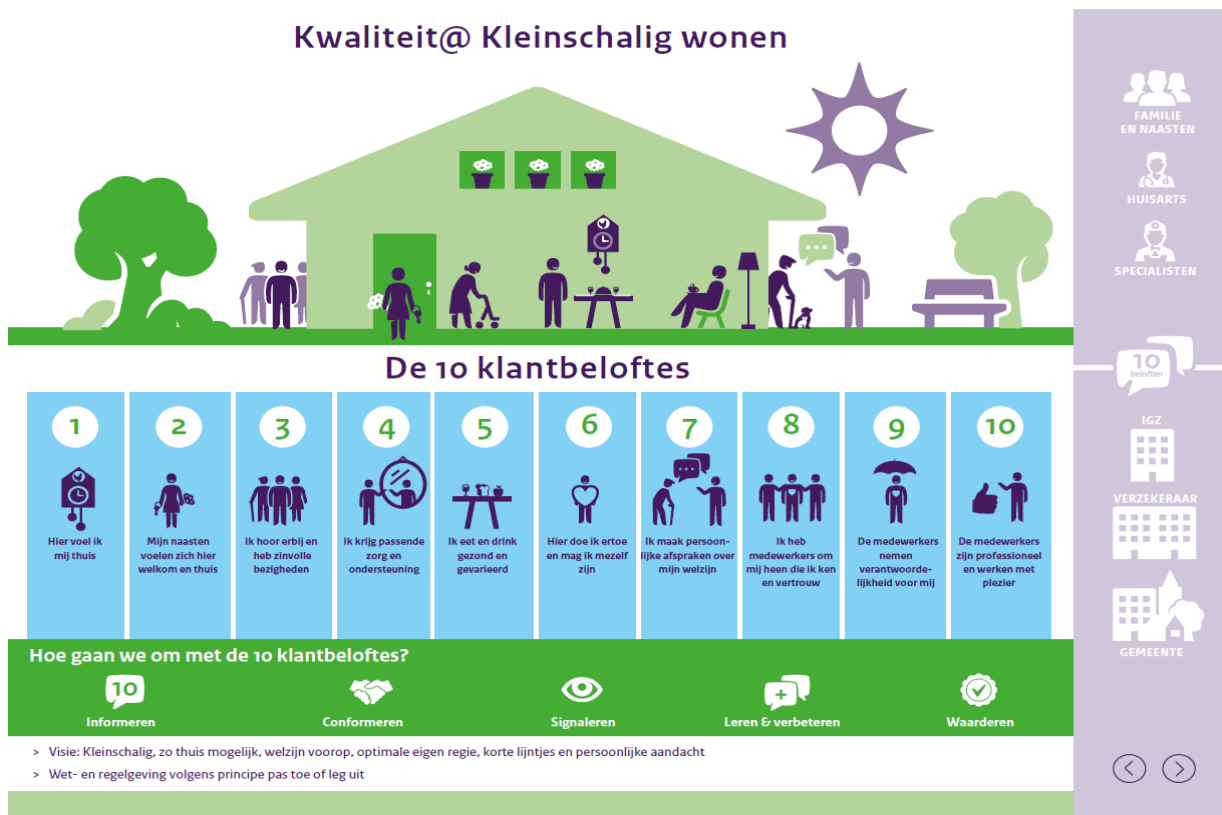 Kwaliteit@ Kleinschalig wonen
De 10 klantbeloftes
1
Hier voel ik
mij thuis
2
Mijn naasten
voelen zich hier
welkom en thuis
3
Ik hoor erbij en
heb zinvolle
bezigheden
4
Ik krijg passende
zorg en
ondersteuning
5
Ik eet en drink
gezond en
gevarieerd
6
Hier doe ik ertoe
en mag ik mezelf
zijn
7
Ik maak persoon-
lijke afspraken over
mijn welzijn
8
Ik heb
medewerkers om
mij heen die ik ken
en vertrouw
9
De medewerkers
nemen
verantwoorde-
lijkheid voor mij
10
De medewerkers
zijn professioneel
en werken met
plezier
Hoe gaan we om met de 10 klantbeloftes?
10
Informeren
Conformeren
Signaleren
Leren & verbeteren
Waarderen
> Visie: Kleinschalig, zo thuis mogelijk, welzijn voorop, optimale eigen regie, korte lijntjes en persoonlijke aandacht
> Wet- en regelgeving volgens principe pas toe of leg uit
FAMILIE
EN NAASTEN
HUISARTS
SPECIALISTEN
10
beloften
IGZ
VERZEKERAAR
GEMEENTE